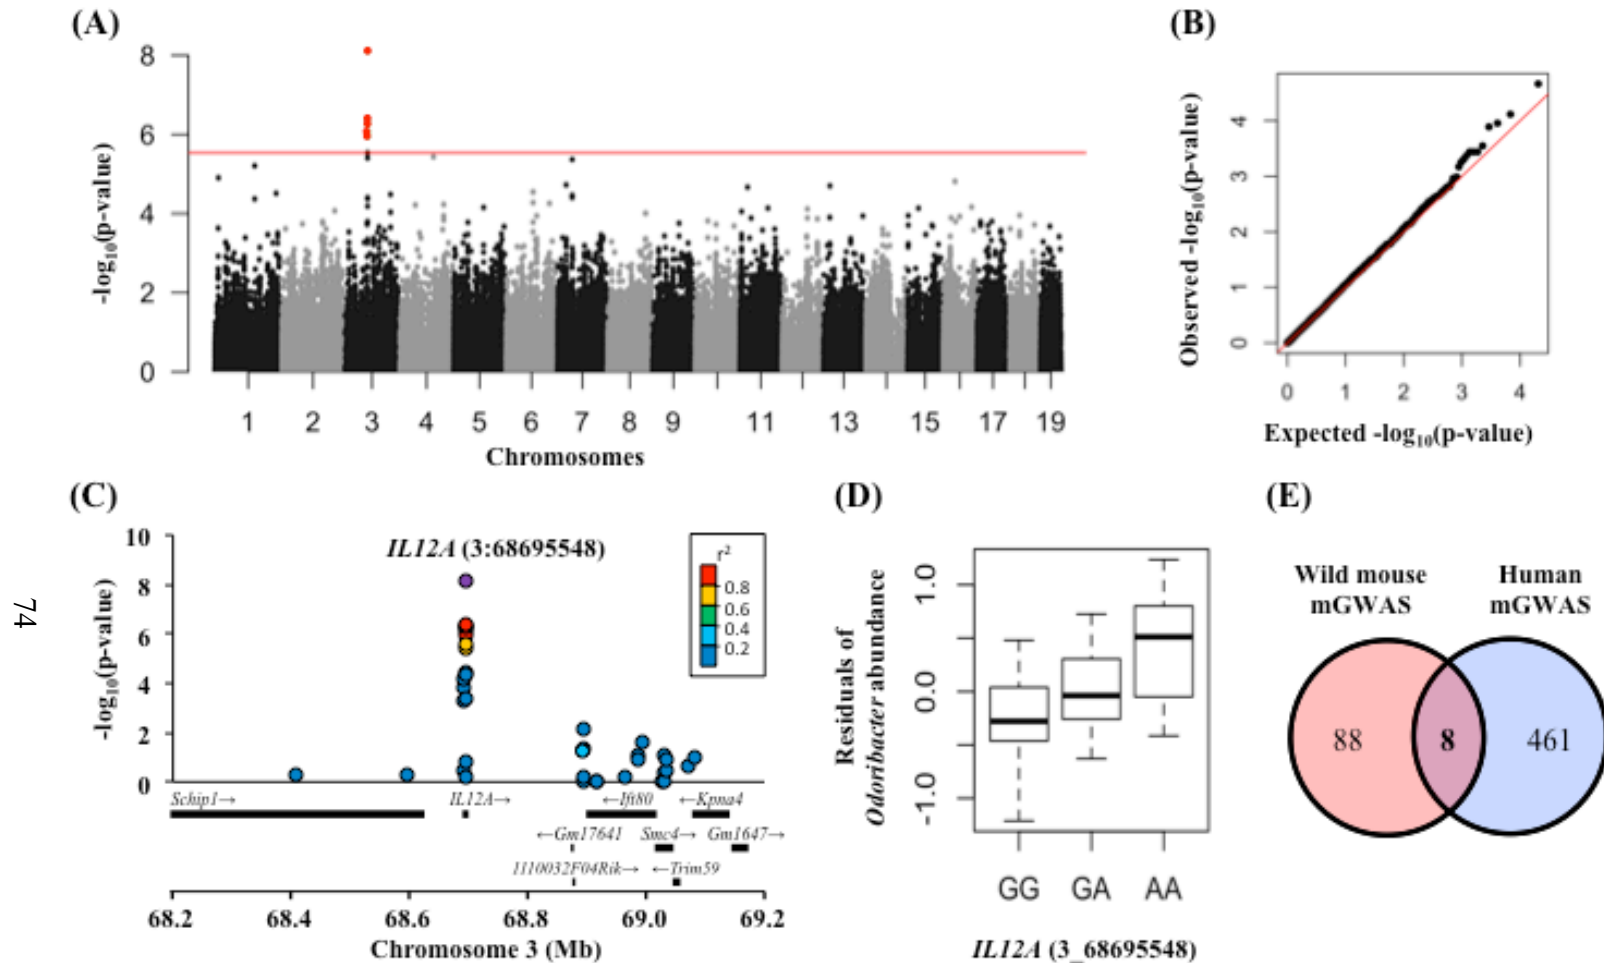 (A)
8
6
4
2
0
-log10(p-value)
1 2 3 4 5 6 7 8 9 11 13 15 17 19
Chromosomes
(B)
Observed -log10(p-value)
4
3
2
1
0
0 1 2 3 4
Expected -log10(p-value)
(C)
IL12A (3:68695548)
-log10(p-value)
10
8
6
4
2
0
r2
0.8
0.6
0.4
0.2
Schip1→ IL12A→ ←Ift80 ←Kpna4
←Gm17641 Smc4→ Gm1647→
1110032F04Rik→ ←Trim59
68.2 68.4 68.6 68.8 69.0 69.2
Chromosome 3 (Mb)
(D)
Residuals of
Odoribacter abundance
1.0
0.0
-1.0
GG GA AA
IL12A (3_68695548)
(E)
Wild mouse
mGWAS
Human
mGWAS
88 8 461
74